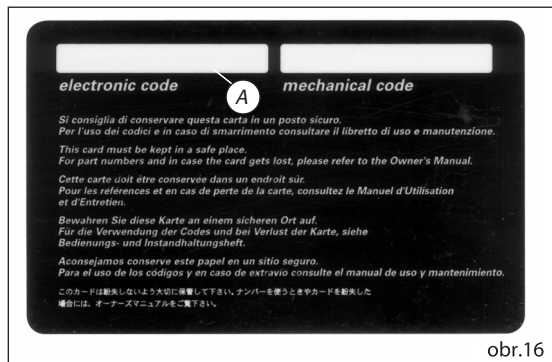 electronic code
mechanical code
A
Si consiglia di conservare questa carta in un posto sicuro.
Per l'uso dei codici e in caso di smarrimento consultare il libretto di uso e manutenzione.
This card must be kept in a safe place.
For part numbers and in case the card gets lost, please refer to the Owner's Manual.
Cette carte doit étre conservée dans un endroit sûr.
Pour les références et en cas de perte de la carte, consultez le Manuel d'Utilisation
et d'Entretien.
Bewahren Sie diese Karte an einem sicheren Ort auf.
Für die Verwendung der Codes und bei Verlust der Karte, siehe
Bedienungs- und Instandhaltungsheft.
Aconsejamos conserve este papel en un sitio seguro.
Para el uso de los códigos y en caso de extravio consulte el manual de uso y mantenimiento.
このカードは紛失しないよう大切に保管して下さい。ナンバーを使うときやカードを紛失した
場合には、オーナーズマニュアルをご覧下さい。
obr.16